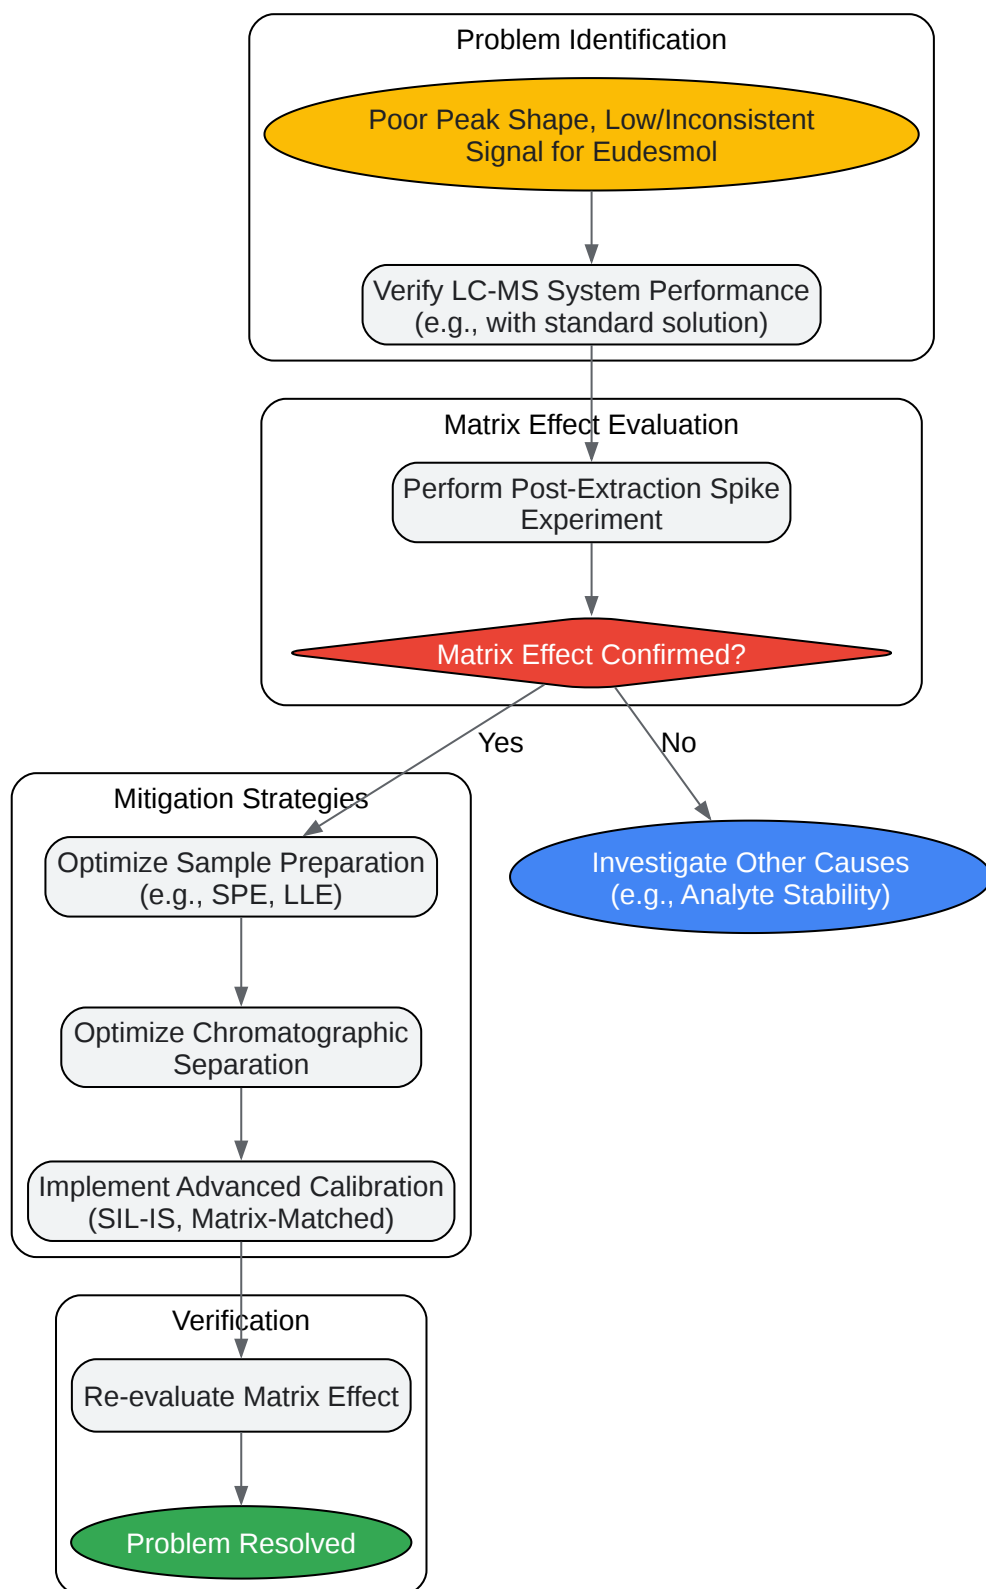 Problem Identification
Poor Peak Shape, Low/Inconsistent
Signal for Eudesmol
Verify LC-MS System Performance
(e.g., with standard solution)
Matrix Effect Evaluation
Perform Post-Extraction Spike
Experiment
Matrix Effect Confirmed?
Yes
No
Mitigation Strategies
Optimize Sample Preparation
(e.g., SPE, LLE)
Investigate Other Causes
(e.g., Analyte Stability)
Optimize Chromatographic
Separation
Implement Advanced Calibration
(SIL-IS, Matrix-Matched)
Verification
Re-evaluate Matrix Effect
Problem Resolved